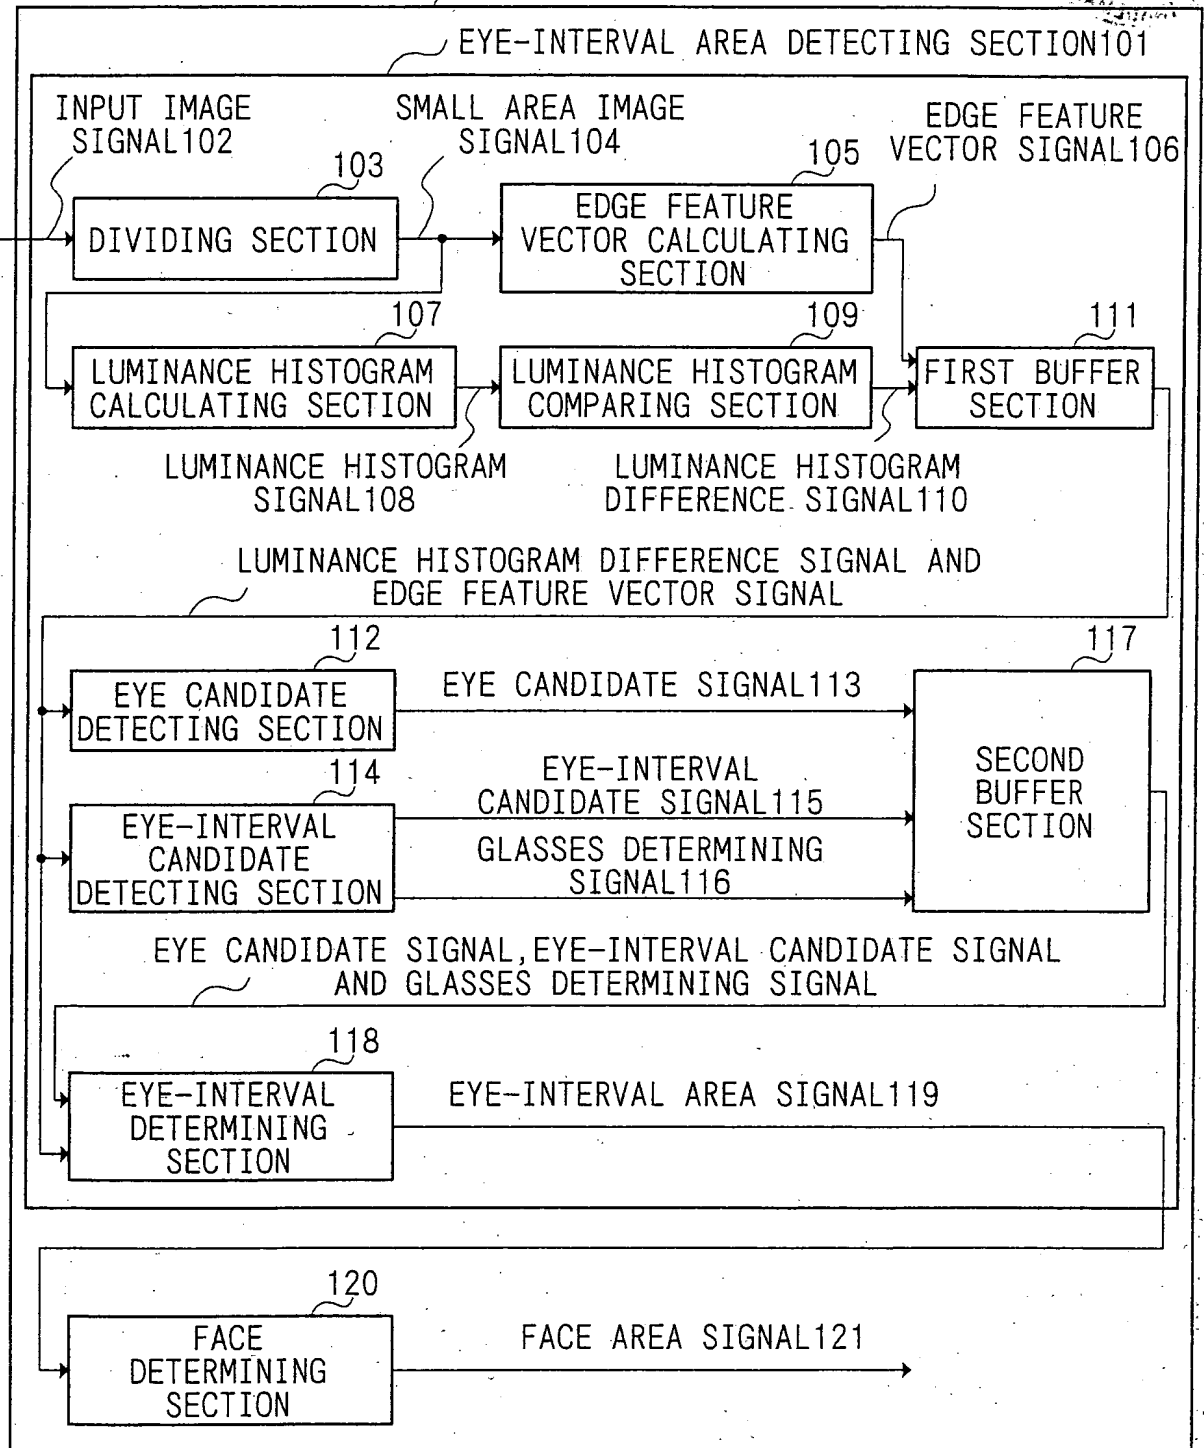 EYE-INTERVAL AREA DETECTING SECTION101
INPUT IMAGE
SIGNAL102
SMALL AREA IMAGE
SIGNAL104
EDGE FEATURE
VECTOR SIGNAL106
103
105
DIVIDING SECTION
EDGE FEATURE
VECTOR CALCULATING
SECTION
107
109
111
LUMINANCE HISTOGRAM
CALCULATING SECTION
LUMINANCE HISTOGRAM
COMPARING SECTION
FIRST BUFFER
SECTION
LUMINANCE HISTOGRAM
SIGNAL108
LUMINANCE HISTOGRAM
DIFFERENCE SIGNAL110
LUMINANCE HISTOGRAM DIFFERENCE SIGNAL AND
EDGE FEATURE VECTOR SIGNAL
112
117
EYE CANDIDATE
DETECTING SECTION
EYE CANDIDATE SIGNAL113
114
EYE-INTERVAL
CANDIDATE
DETECTING SECTION
EYE-INTERVAL
CANDIDATE SIGNAL115
GLASSES DETERMINING
SIGNAL116
SECOND
BUFFER
SECTION
EYE CANDIDATE SIGNAL,EYE-INTERVAL CANDIDATE SIGNAL
AND GLASSES DETERMINING SIGNAL
118
EYE-INTERVAL
DETERMINING
SECTION
EYE-INTERVAL AREA SIGNAL119
120
FACE
DETERMINING
SECTION
FACE AREA SIGNAL121